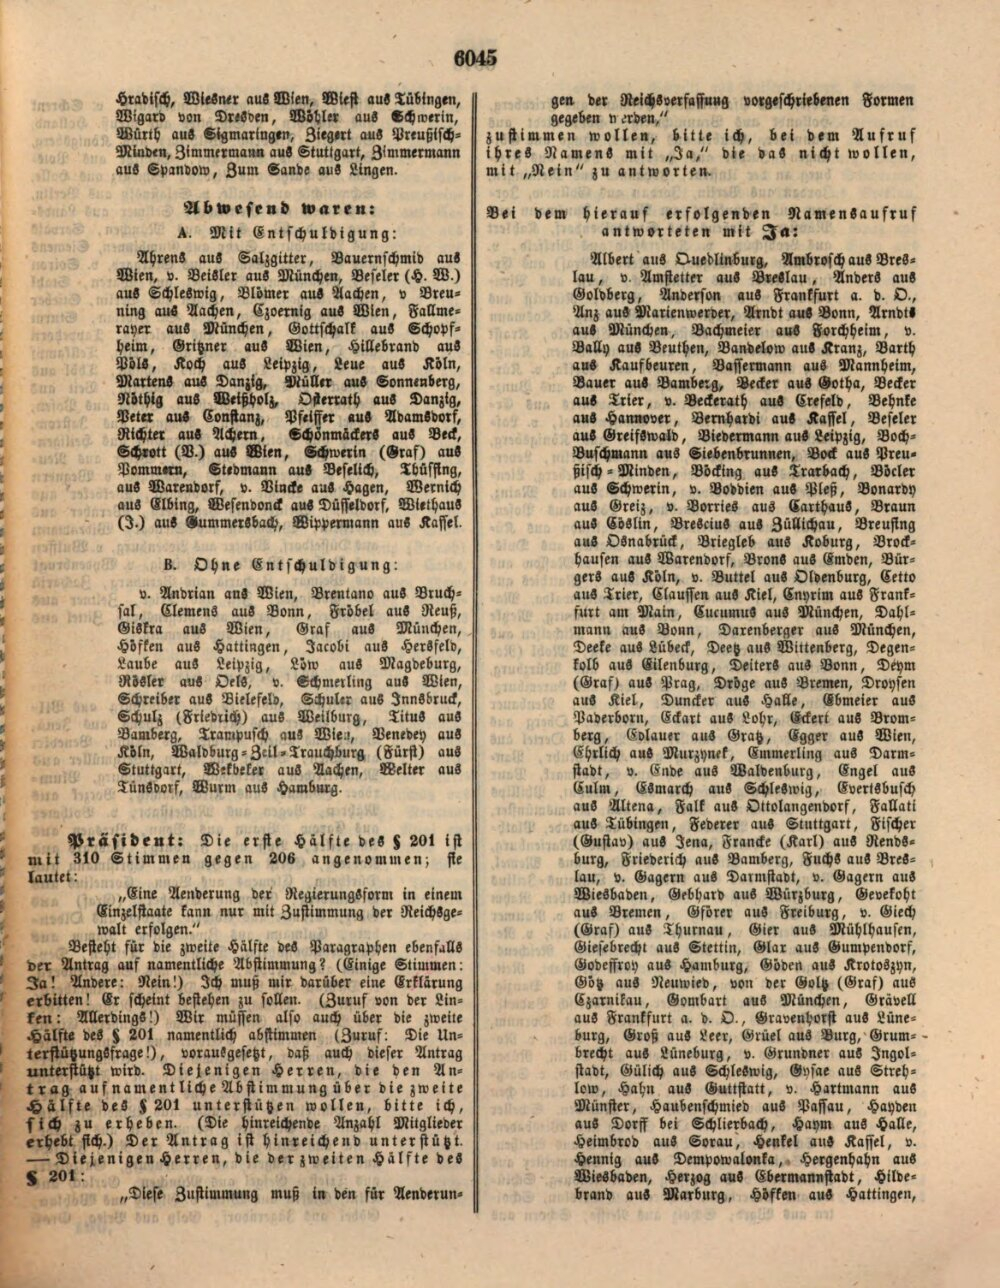 6045
Hradisch, Wiesner aus Wien, Wiest aus Tübingen,
Wigard von Dresden, Wöhler aus Schwerin,
Würth aus Sigmaringen, Ziegert aus Preußisch-
Minden, Zimmermann aus Stuttgart, Zimmermann
aus Spandow, Zum Sande aus Lingen.
Abwesend waren:
A. Mit Entschuldigung:
Ahrens aus Salzgitter, Bauernschmid aus
Wien, v. Beisler aus München, Beseler (H. W.)
aus Schleswig, Blömer aus Aachen, v Breu-
ning aus Aachen, Czoernig aus Wien, Fallme-
rayer aus München, Gottschalk aus Schopf-
heim, Gritzner aus Wien, Hillebrand aus
Pöls, Koch aus Leipzig, Leue aus Köln,
Martens aus Danzig, Müller aus Sonnenberg,
Nöthig aus Weißholz, Osterrath aus Danzig,
Peter aus Constanz, Pfeiffer aus Adamsdorf,
Richter aus Achern, Schönmäckers aus Beck,
Schrott (P.) aus Wien, Schwerin (Graf) aus
Pommern, Stedmann aus Beselich, Thüssing,
aus Warendorf, v. Vincke aus Hagen, Wernich
aus Elbing, Wesendonck aus Düsseldorf, Wiethaus
(J.) aus Gummersbach, Wippermann aus Kassel.
B. Ohne Entschuldigung:
v. Andrian aus Wien, Brentano aus Bruch-
sal, Clemens aus Bonn, Fröbel aus Reuß,
Giskra aus Wien, Graf aus München,
Höfken aus Hattingen, Jacobi aus Hersfeld,
Laube aus Leipzig, Löw aus Magdeburg,
Rösler aus Oels, v. Schmerling aus Wien,
Schreiber aus Bielefeld, Schuler aus Innsbruck,
Schulz (Friedrich) aus Weilburg, Titus aus
Bamberg, Trampusch aus Wien, Venedey aus
Köln, Waldburg-Zeil-Trauchburg (Fürst) aus
Stuttgart, Wekbeker aus Aachen, Welter aus
Tünsdorf, Wurm aus Hamburg.
Präsident: Die erste Hälfte des § 201 ist
mit 310 Stimmen gegen 206 angenommen; sie
lautet:
„Eine Aenderung der Regierungsform in einem
Einzelstaate kann nur mit Zustimmung der Reichsge-
walt erfolgen.“
Besteht für die zweite Hälfte des Paragraphen ebenfalls
der Antrag auf namentliche Abstimmung? (Einige Stimmen:
Ja! Andere: Nein!) Ich muß mir darüber eine Erklärung
erbitten! Er scheint bestehen zu sollen. (Zuruf von der Lin-
ken: Allerdings!) Wir müssen also auch über die zweite
Hälfte des § 201 namentlich abstimmen (Zuruf: Die Un-
terstützungsfrage!), vorausgesetzt, daß auch dieser Antrag
unterstützt wird. Diejenigen Herren, die den An-
trag auf namentliche Abstimmung über die zweite
Hälfte des § 201 unterstützen wollen, bitte ich,
sich zu erheben. (Die hinreichende Anzahl Mitglieder
erhebt sich.) Der Antrag ist hinreichend unterstützt.
— Diejenigen Herren, die der zweiten Hälfte des
§ 201:
„Diese Zustimmung muß in den für Aenderun-
gen der Reichsverfassung vorgeschriebenen Formen
gegeben werden,“
zustimmen wollen, bitte ich, bei dem Aufruf
ihres Namens mit „Ja,“ die das nicht wollen,
mit „Nein“ zu antworten.
Bei dem hierauf erfolgenden Namensaufruf
antworteten mit Ja:
Albert aus Quedlinburg, Ambrosch aus Bres-
lau, v. Amstetter aus Breslau, Anders aus
Goldberg, Anderson aus Frankfurt a. d. O.,
Anz aus Marienwerder, Arndt aus Bonn, Arndts
aus München, Bachmeier aus Forchheim, v.
Bally aus Beuthen, Bandelow aus Kranz, Barth
aus Kaufbeuren, Bassermann aus Mannheim,
Bauer aus Bamberg, Becker aus Gotha, Becker
aus Trier, v. Beckerath aus Crefeld, Behnke
aus Hannover, Bernhardi aus Kassel, Beseler
aus Greifswald, Biedermann aus Leipzig, Boch-
Buschmann aus Siebenbrunnen, Bock aus Preu-
ßisch-Minden, Böcking aus Trarbach, Böcler
aus Schwerin, v. Boddien aus Pleß, Bonardy
aus Greiz, v. Borries aus Carthaus, Braun
aus Cöslin, Brescius aus Züllichau, Breusing
aus Osnabrück, Briegleb aus Koburg, Brock-
hausen aus Warendorf, Brons aus Emden, Bür-
gers aus Köln, v. Buttel aus Oldenburg, Cetto
aus Trier, Claussen aus Kiel, Cnyrim aus Frank-
furt am Main, Cucumus aus München, Dahl-
mann aus Bonn, Darenberger aus München,
Deeke aus Lübeck, Deetz aus Wittenberg, Degen-
kolb aus Eilenburg, Deiters aus Bonn, Deym
(Graf) aus Prag, Dröge aus Bremen, Droysen
aus Kiel, Duncker aus Halle, Ebmeier aus
Paderborn, Eckart aus Lohr, Eckert aus Brom-
berg, Edlauer aus Gratz, Egger aus Wien,
Ehrlich aus Murzynek, Emmerling aus Darm-
stadt, v. Ende aus Waldenburg, Engel aus
Culm, Esmarch aus Schleswig, Evertsbusch
aus Altena, Falk aus Ottolangendorf, Fallati
aus Tübingen, Federer aus Stuttgart, Fischer
(Gustav) aus Jena, Francke (Karl) aus Rends-
burg, Friederich aus Bamberg, Fuchs aus Bres-
lau, v. Gagern aus Darmstadt, v. Gagern aus
Wiesbaden, Gebhard aus Würzburg, Gevekoht
aus Bremen, Gförer aus Freiburg, v. Giech
(Graf) aus Thurnau, Gier aus Mühlhausen,
Giesebrecht aus Stettin, Glax aus Gumpendorf,
Godeffroy aus Hamburg, Göden aus Krotoszyn,
Götz aus Neuwied, von der Goltz (Graf) aus
Czarnikau, Gombart aus München, Grävell
aus Frankfurt a. d. O., Gravenhorst aus Lüne-
burg, Groß aus Leer, Grüel aus Burg, Grum-
brecht aus Lüneburg, v. Grundner aus Ingol-
stadt, Gülich aus Schleswig, Gysae aus Streh-
low, Hahn aus Guttstatt, v. Hartmann aus
Münster, Haubenschmied aus Passau, Hayden
aus Dorff bei Schlierbach, Haym aus Halle,
Heimbrod aus Sorau, Henkel aus Kassel, v.
Hennig aus Dempowalonka, Hergenhahn aus
Wiesbaden, Herzog aus Ebermannstadt, Hilde-
brand aus Marburg, Höfken aus Hattingen,